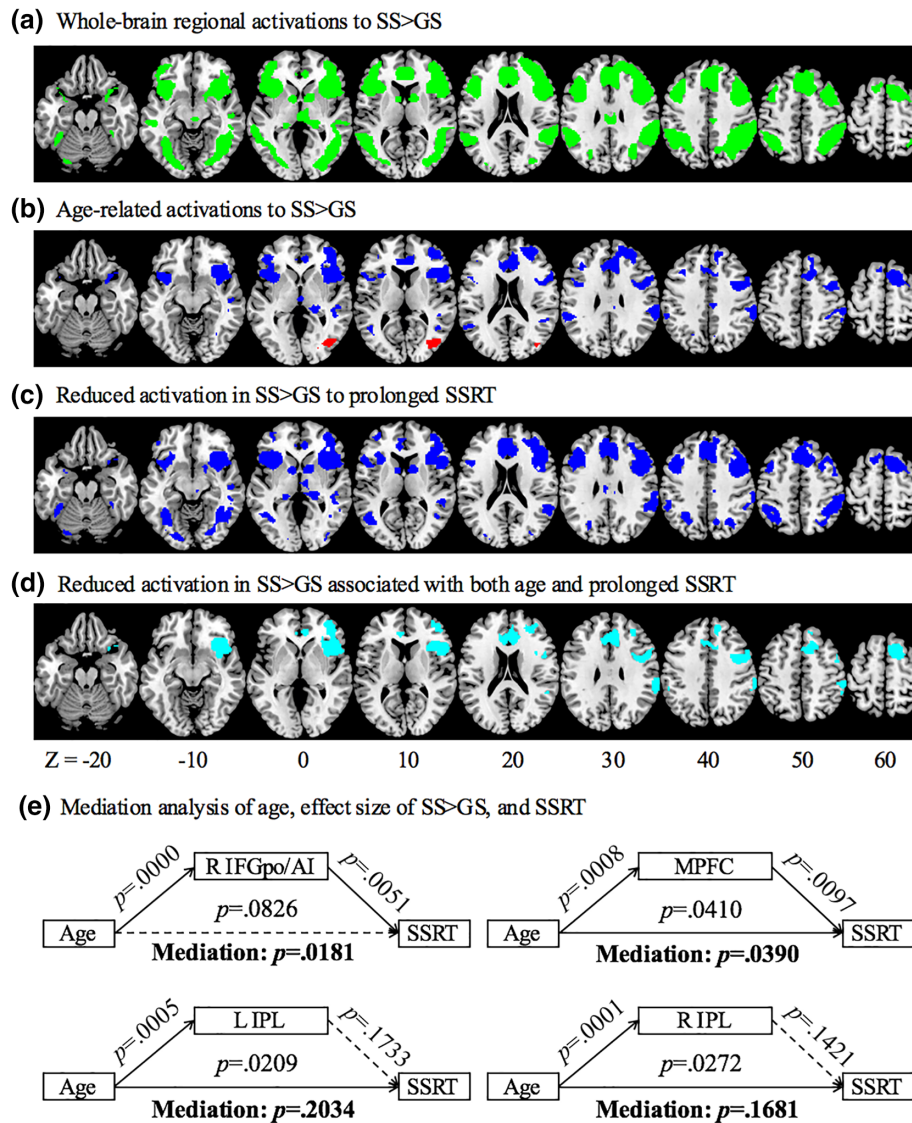 (a) Whole-brain regional activations to SS>GS
(b) Age-related activations to SS>GS
(c) Reduced activation in SS>GS to prolonged SSRT
(d) Reduced activation in SS>GS associated with both age and prolonged SSRT
Z = -20 -10 0 10 20 30 40 50 60
(e) Mediation analysis of age, effect size of SS>GS, and SSRT
p=.0000 R IFGpo/AI p=.0051
p=.0826
Age SSRT
Mediation: p=.0181
p=.0008 MPFC p=.0097
p=.0410
Age SSRT
Mediation: p=.0390
p=.0005 L IPL p=.1733
p=.0209
Age SSRT
Mediation: p=.2034
p=.0001 R IPL p=.1421
p=.0272
Age SSRT
Mediation: p=.1681